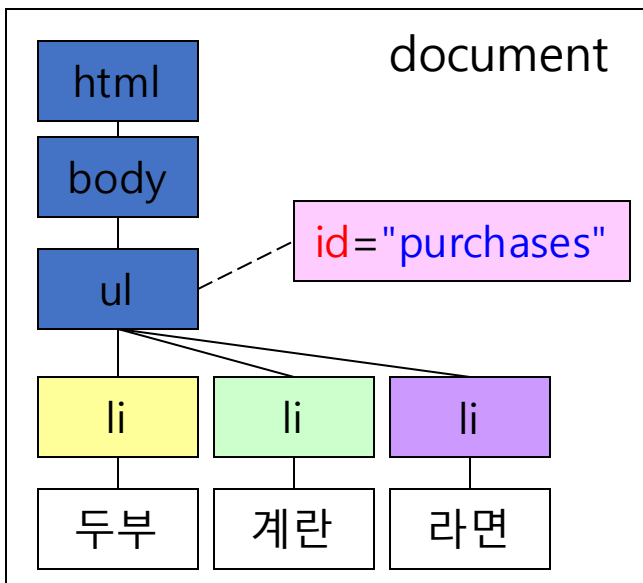 document
html
body
id="purchases"
ul
li
li
li
두부
계란
라면